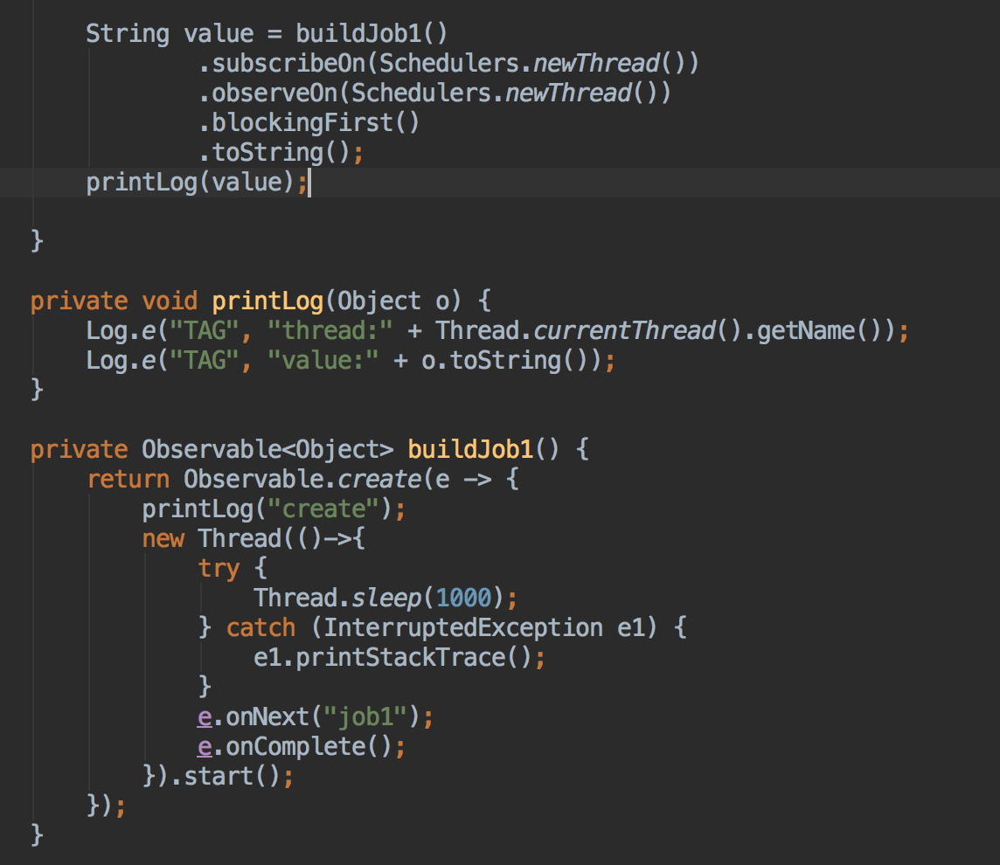 String value = buildJob1()
.subscribeOn(Schedulers.newThread())
.observeOn(Schedulers.newThread())
.blockingFirst()
.toString();
printLog(value);
}
private void printLog(Object o) {
Log.e("TAG", "thread:" + Thread.currentThread().getName());
Log.e("TAG", "value:" + o.toString());
}
private Observable<Object> buildJob1() {
return Observable.create(e -> {
printLog("create");
new Thread(()->{
try {
Thread.sleep(1000);
} catch (InterruptedException e1) {
e1.printStackTrace();
}
e.onNext("job1");
e.onComplete();
}).start();
});
}